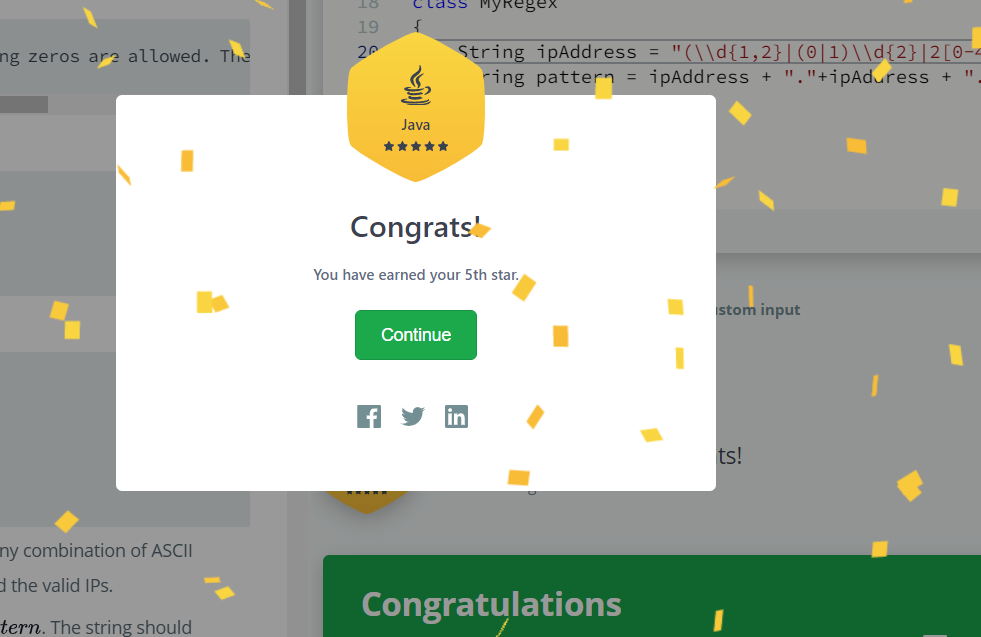 18 class MyRegex
19 {
20 String ipAddress = "(\\d{1,2}|(0|1)\\d{2}|2[0-4
ring pattern = ipAddress + "."+ipAddress + ".
ng zeros are allowed. The
Java
Congrats!
You have earned your 5th star.
Continue
stom input
ts!
ny combination of ASCII
d the valid IPs.
tern. The string should
Congratulations